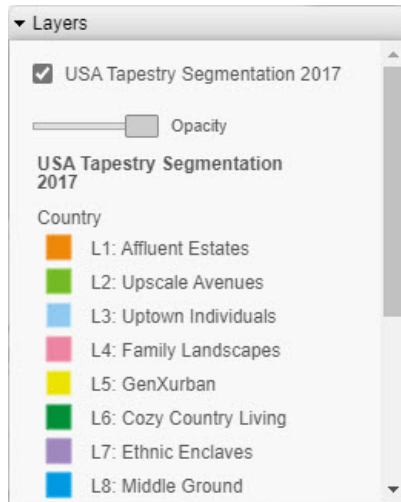 Layers
USA Tapestry Segmentation 2017
Opacity
USA Tapestry Segmentation
2017
Country
L1: Affluent Estates
L2: Upscale Avenues
L3: Uptown Individuals
L4: Family Landscapes
L5: GenXurban
L6: Cozy Country Living
L7: Ethnic Enclaves
L8: Middle Ground